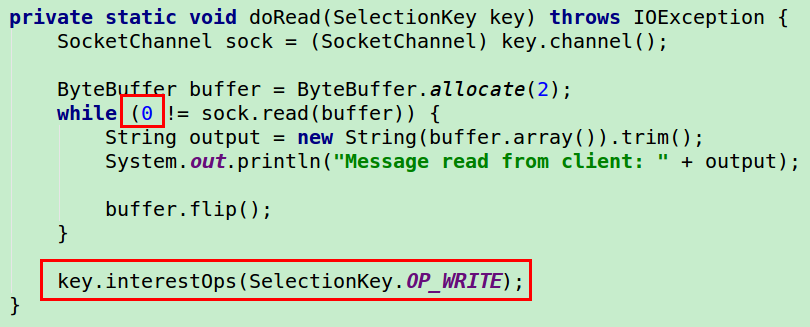 private static void doRead(SelectionKey key) throws IOException {
    SocketChannel sock = (SocketChannel) key.channel();

    ByteBuffer buffer = ByteBuffer.allocate(2);
    while (0 != sock.read(buffer)) {
        String output = new String(buffer.array()).trim();
        System.out.println("Message read from client: " + output);

        buffer.flip();
    }

    key.interestOps(SelectionKey.OP_WRITE);
}